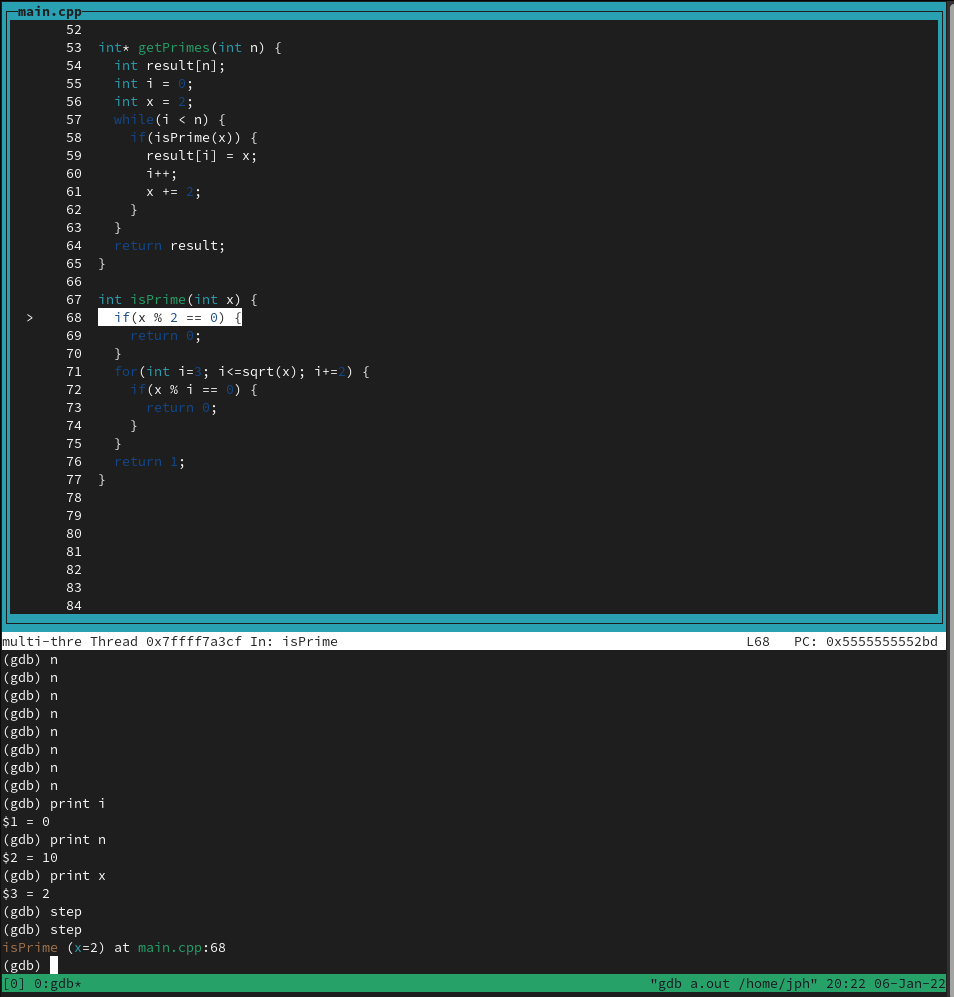 main.cpp
52
53 int* getPrimes(int n) {
54 int result[n];
55 int i = 0;
56 int x = 2;
57 while(i < n) {
58 if(isPrime(x)) {
59 result[i] = x;
60 i++;
61 x += 2;
62 }
63 }
64 return result;
65 }
66
67 int isPrime(int x) {
> 68 if(x % 2 == 0) {
69 return 0;
70 }
71 for(int i=3; i<=sqrt(x); i+=2) {
72 if(x % i == 0) {
73 return 0;
74 }
75 }
76 return 1;
77 }
78
79
80
81
82
83
84
multi-thre Thread 0x7ffff7a3cf In: isPrime L68 PC: 0x5555555552bd
(gdb) n
(gdb) n
(gdb) n
(gdb) n
(gdb) n
(gdb) n
(gdb) n
(gdb) n
(gdb) print i
$1 = 0
(gdb) print n
$2 = 10
(gdb) print x
$3 = 2
(gdb) step
(gdb) step
isPrime (x=2) at main.cpp:68
(gdb)
[0] 0:gdb* "gdb a.out /home/jph" 20:22 06-Jan-22